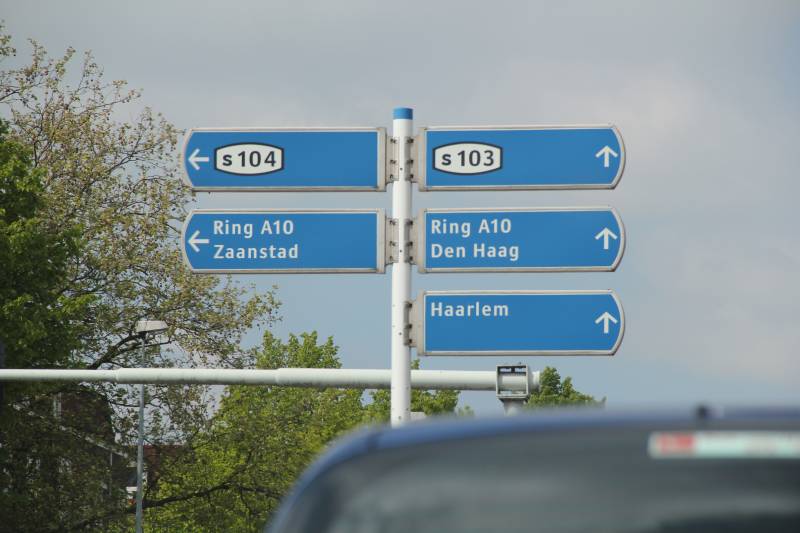 s104
s103
Ring A10
Zaanstad
Ring A10
Den Haag
Haarlem